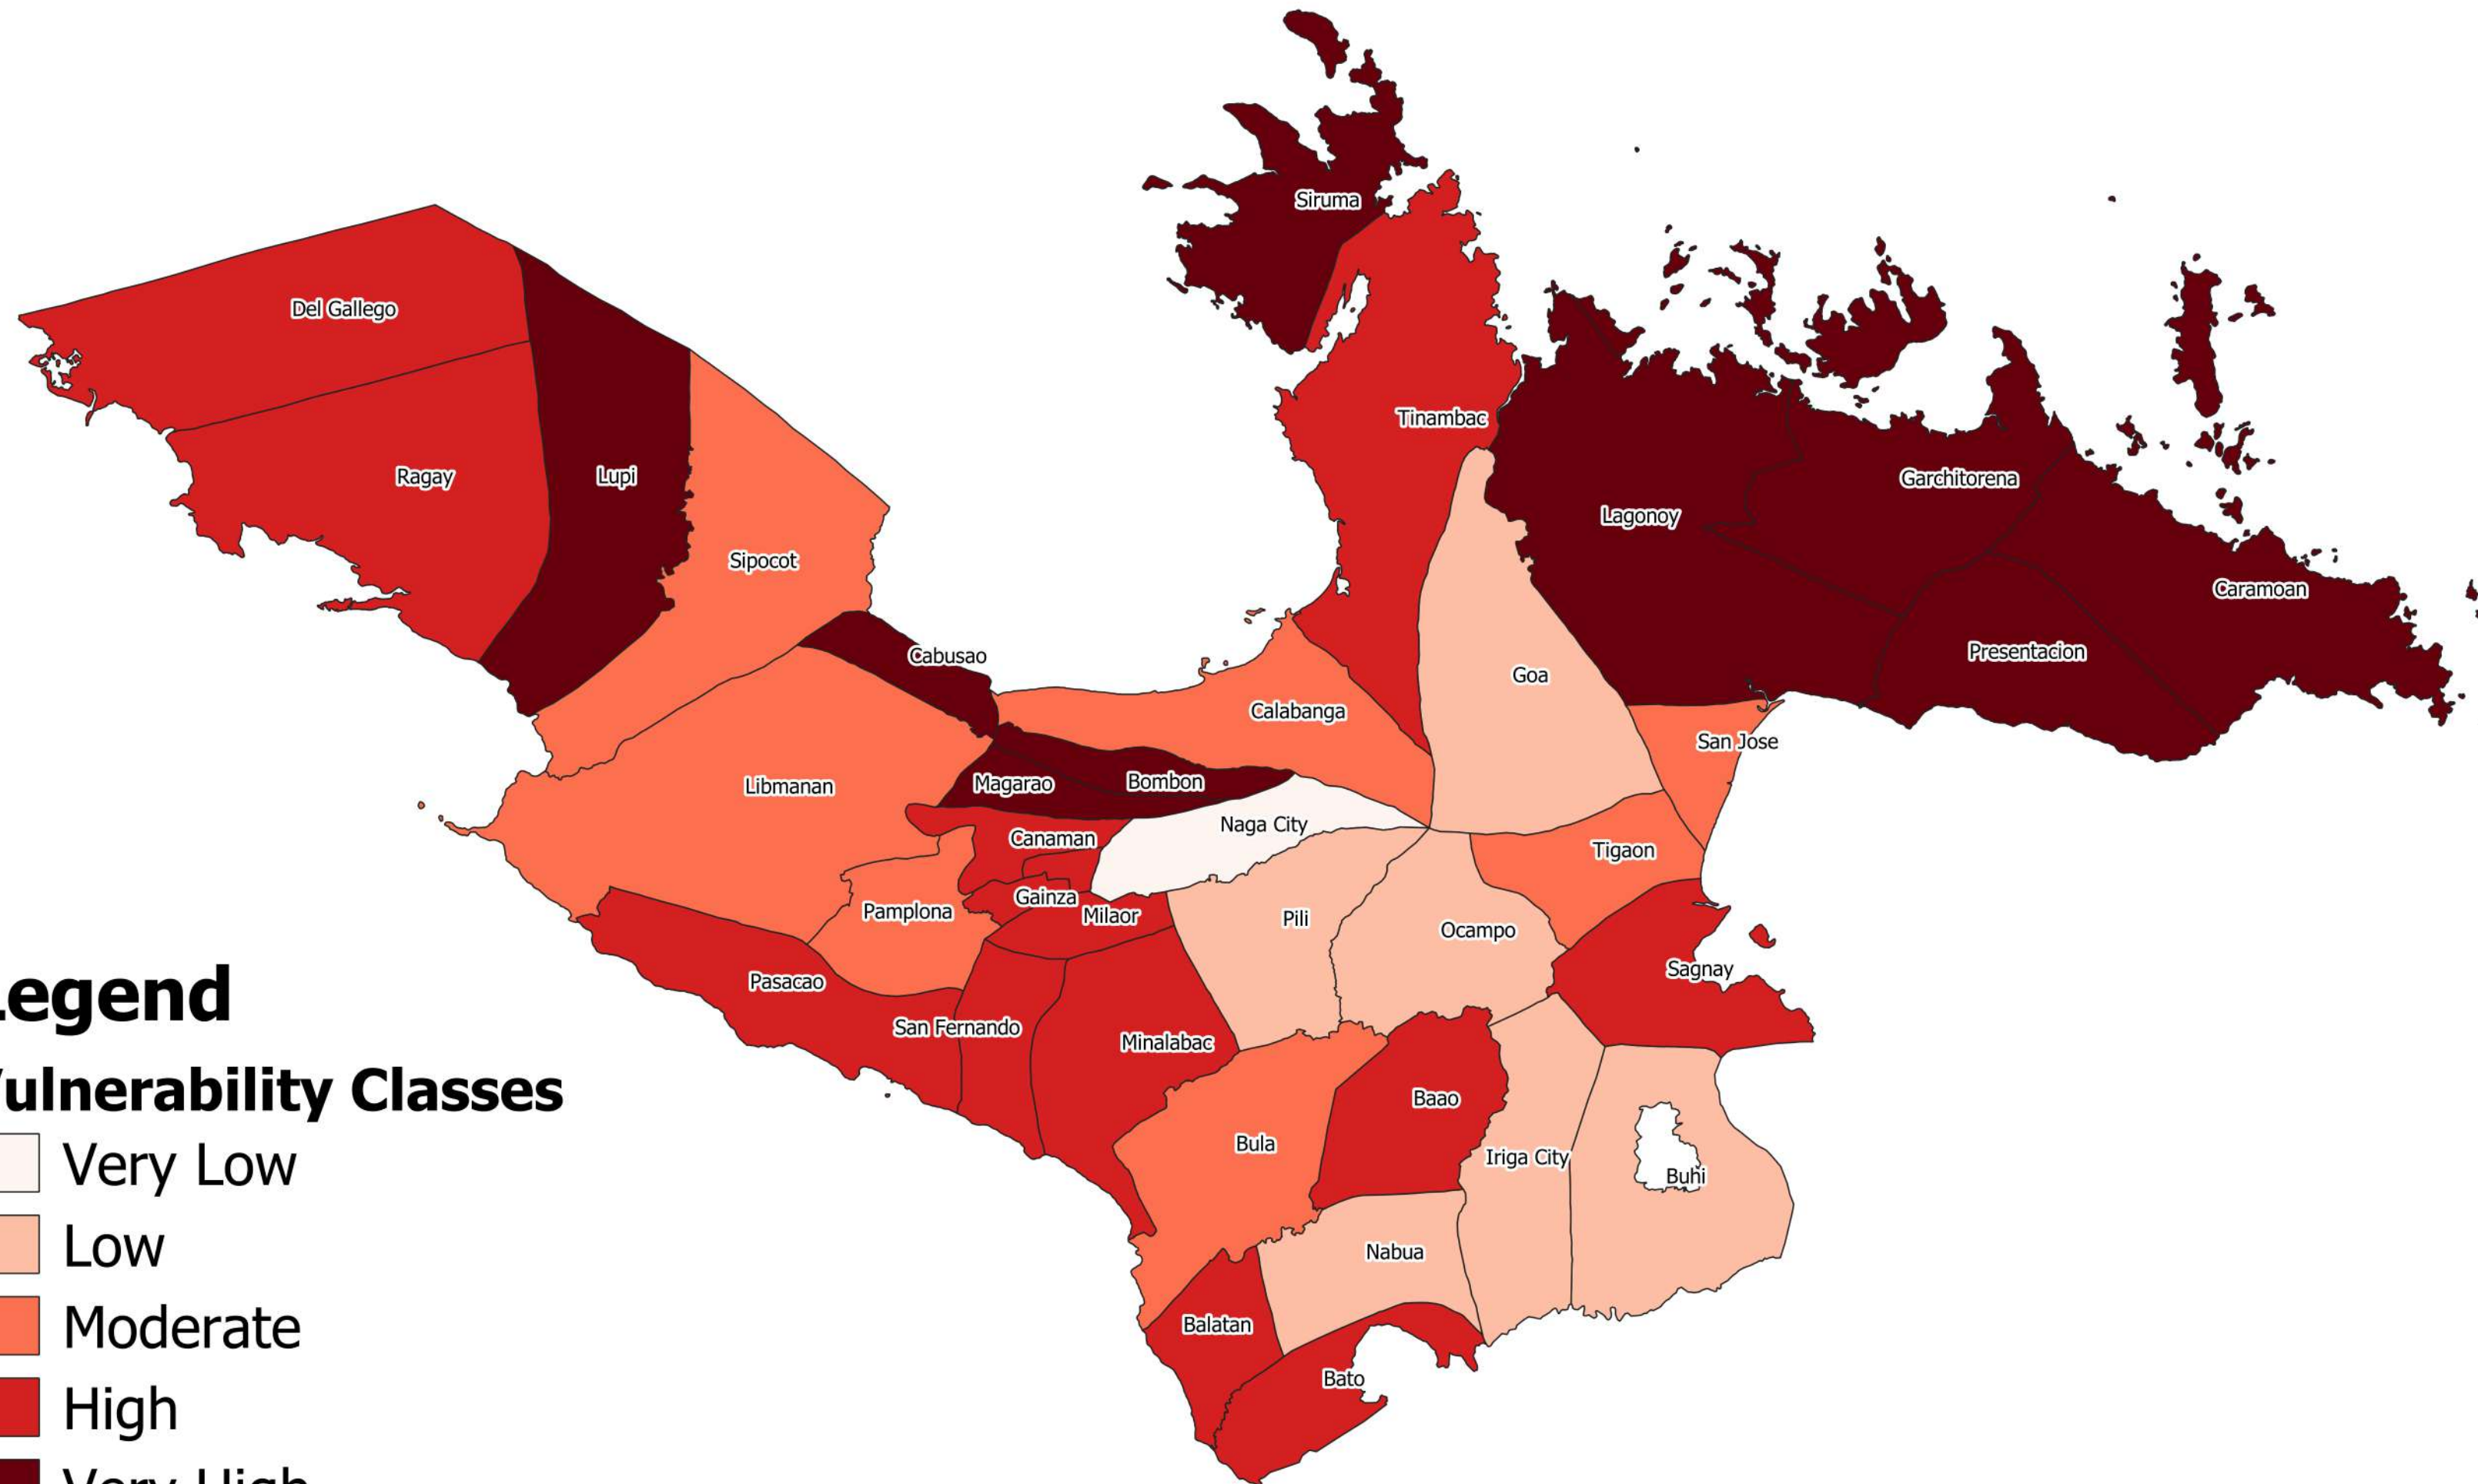 Siruma
Del Gallego
Tinambac
Ragay
Lupi
Garchitorena
Lagonoy
Sipocot
Caramoan
Cabusao
Presentacion
Goa
Calabanga
San Jose
Libmanan
Magarao
Bombon
Naga City
Canaman
Tigaon
Gainza
Pamplona
Milaor
Pili
Ocampo
Sagnay
Pasacao
San Fernando
Minalabac
Baao
Bula
Iriga City
Buhi
Nabua
Balatan
Bato
Legend
Vulnerability Classes
Very Low
Low
Moderate
High
Very High